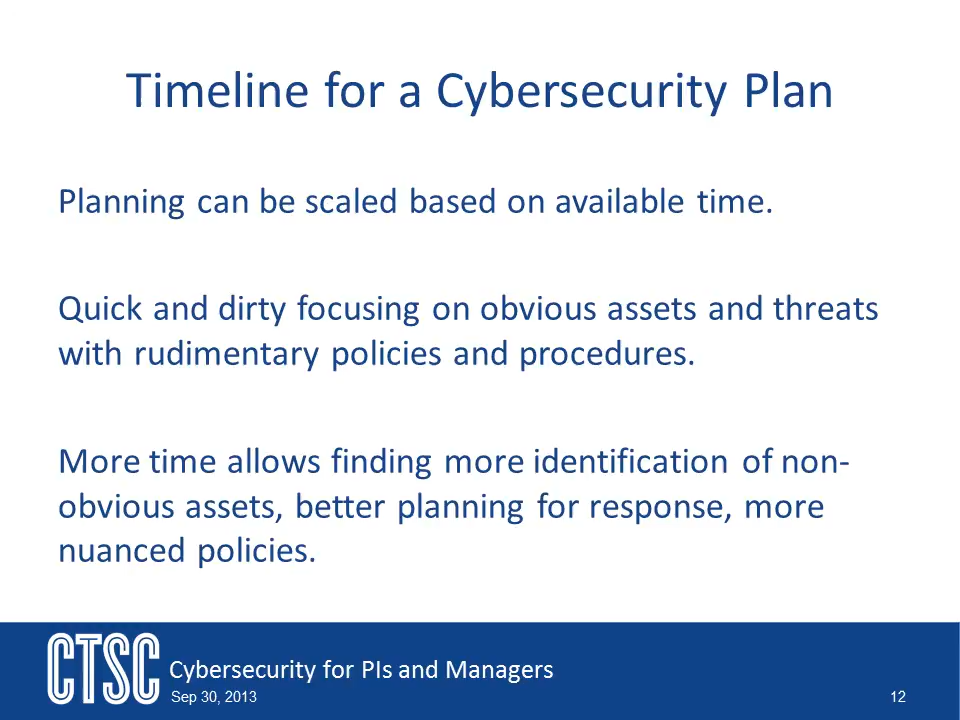 Timeline for a Cybersecurity Plan
Planning can be scaled based on available time.
Quick and dirty focusing on obvious assets and threats
with rudimentary policies and procedures.
More time allows finding more identification of non-
obvious assets, better planning for response, more
nuanced policies.
CTSC
Cybersecurity for PIs and Managers
Sep 30, 2013
12